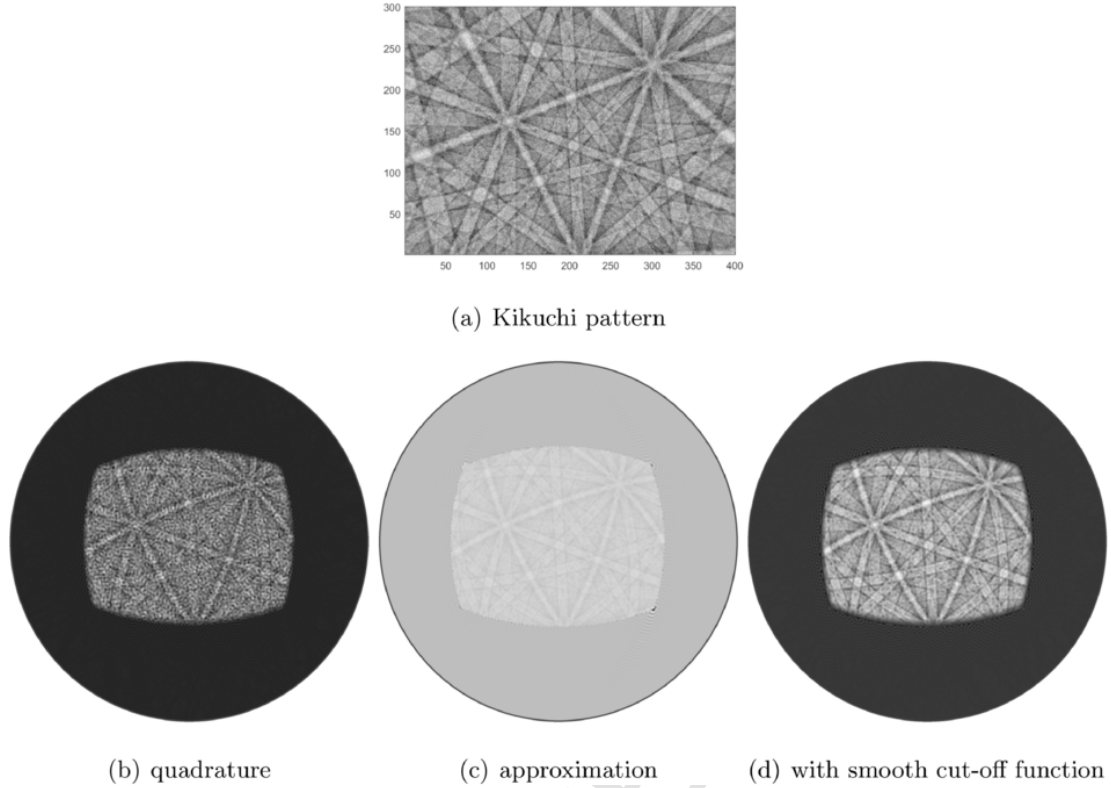 300
250
200
150
100
50
50 100 150 200 250 300 350 400
(a) Kikuchi pattern
(b) quadrature (c) approximation (d) with smooth cut-off function